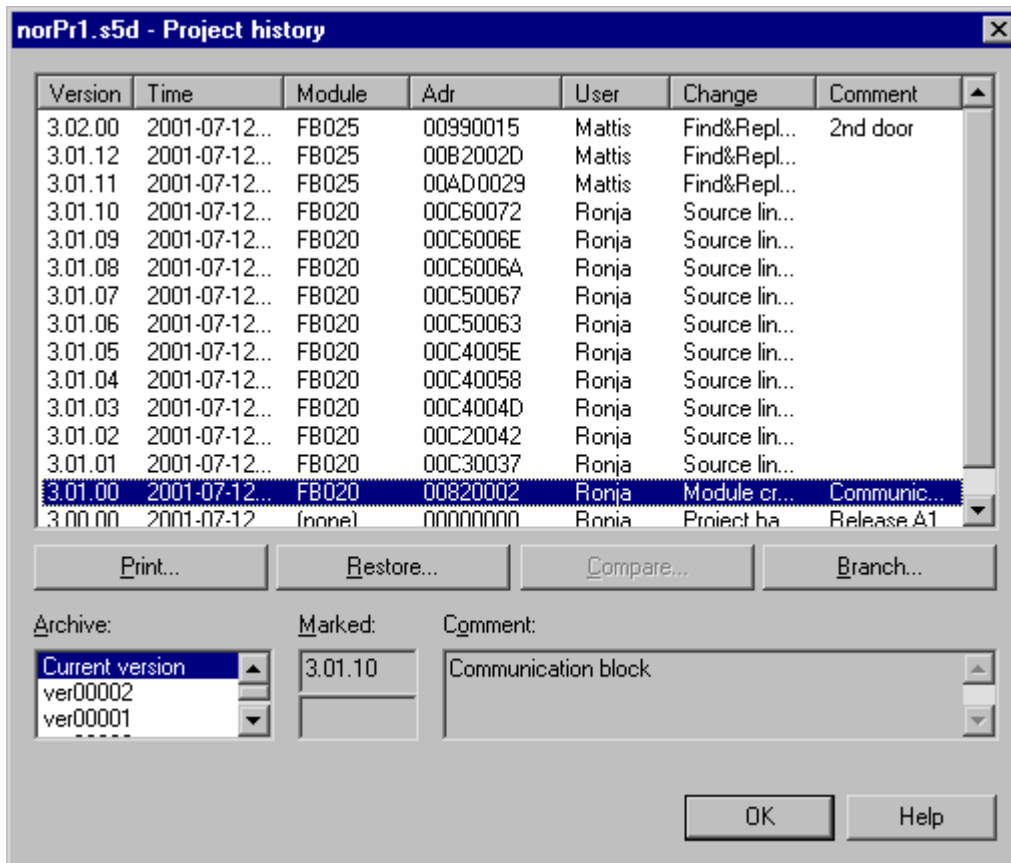 norPr1.s5d - Project history
Version Time Module Adr User Change Comment
3.02.00 2001-07-12... FB025 00990015 Mattis Find&Repl... 2nd door
3.01.12 2001-07-12... FB025 00B2002D Mattis Find&Repl...
3.01.11 2001-07-12... FB025 00AD0029 Mattis Find&Repl...
3.01.10 2001-07-12... FB020 00C60072 Ronja Source lin...
3.01.09 2001-07-12... FB020 00C6006E Ronja Source lin...
3.01.08 2001-07-12... FB020 00C6006A Ronja Source lin...
3.01.07 2001-07-12... FB020 00C50067 Ronja Source lin...
3.01.06 2001-07-12... FB020 00C50063 Ronja Source lin...
3.01.05 2001-07-12... FB020 00C4005E Ronja Source lin...
3.01.04 2001-07-12... FB020 00C40058 Ronja Source lin...
3.01.03 2001-07-12... FB020 00C4004D Ronja Source lin...
3.01.02 2001-07-12... FB020 00C20042 Ronja Source lin...
3.01.01 2001-07-12... FB020 00C30037 Ronja Source lin...
3.01.00 2001-07-12... FB020 00820002 Ronja Module cr... Communic...
3.00.00 2001-07-12 (none) 00000000 Ronja Project ba Release A1
Print... Restore... Compare... Branch...
Archive: Marked: Comment:
Current version 3.01.10 Communication block
ver00002
ver00001
OK Help